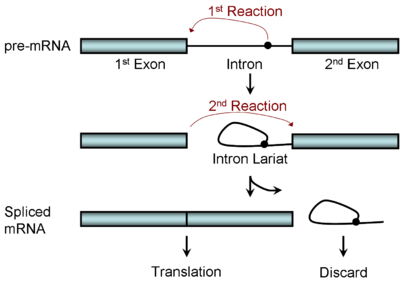 1st Reaction
pre-mRNA
1st Exon Intron 2nd Exon
2nd Reaction
Intron Lariat
Spliced
mRNA
Translation Discard